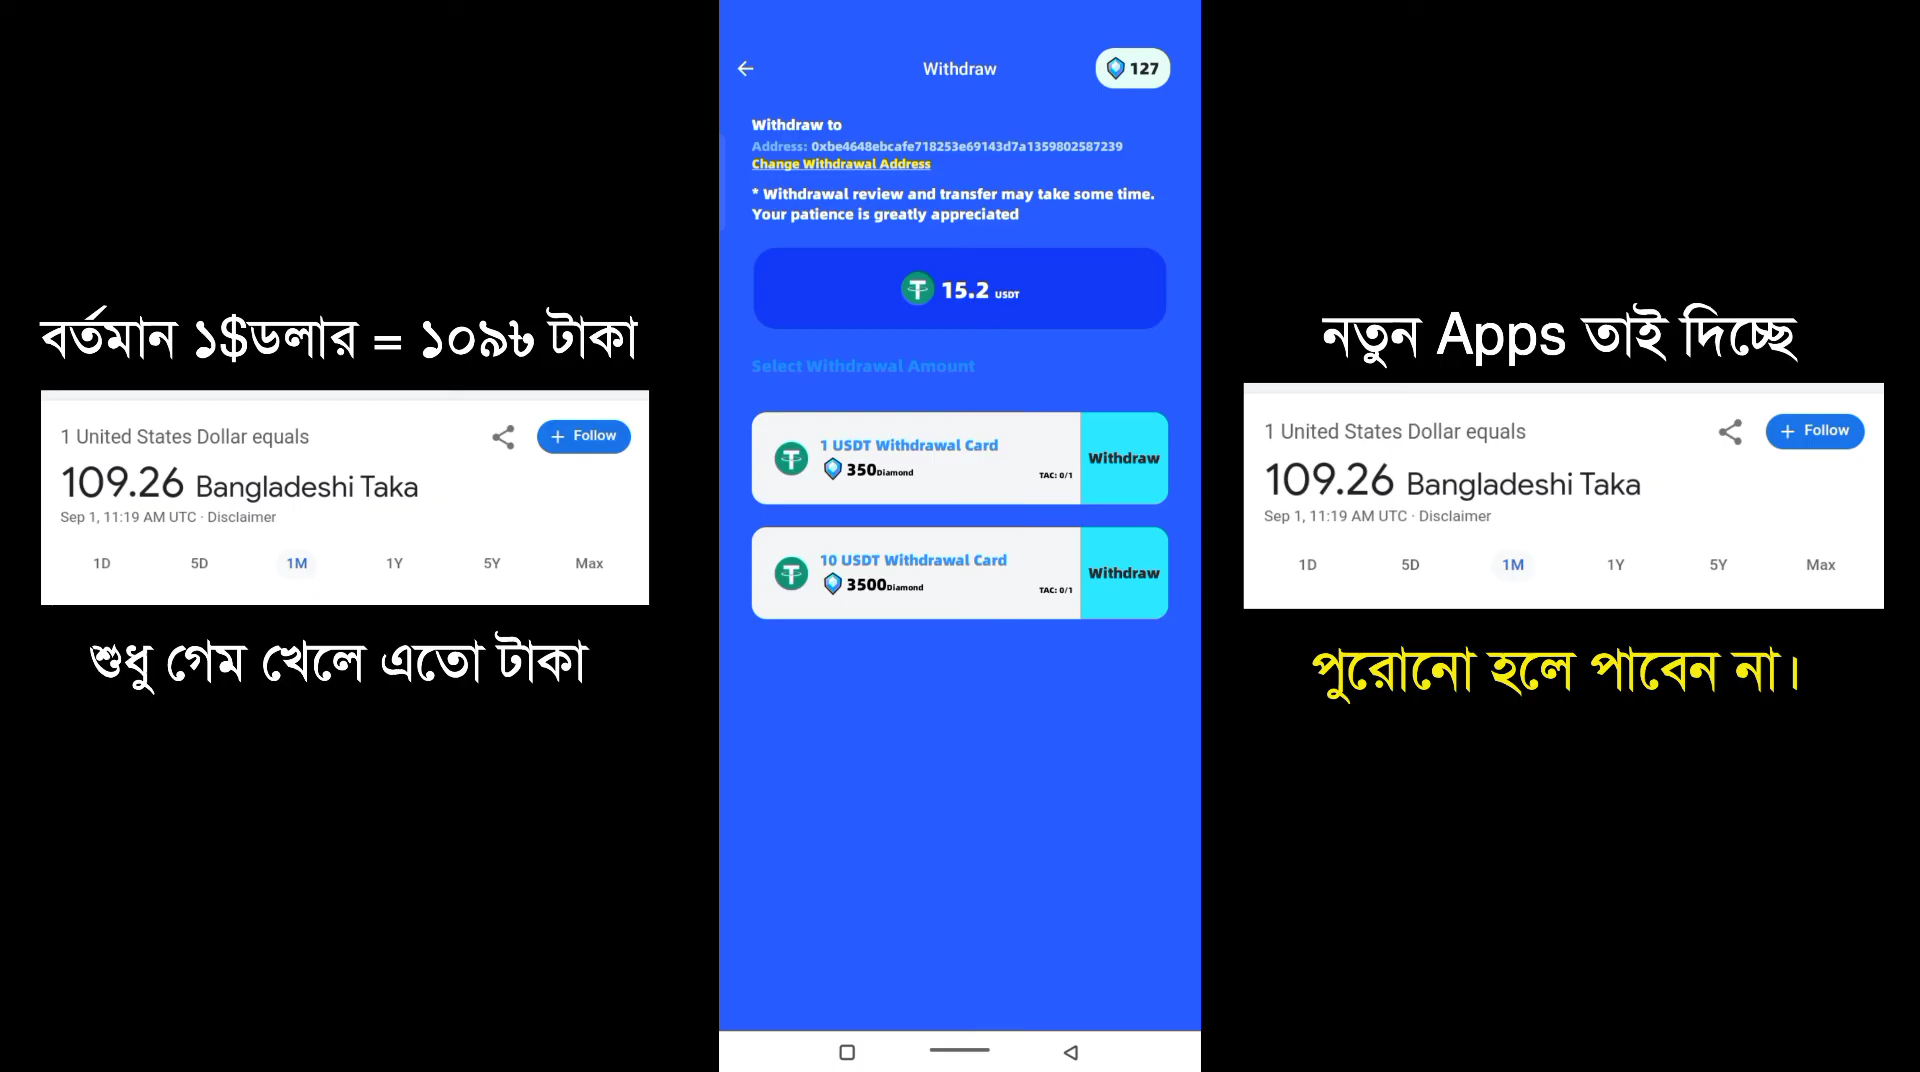 বর্তমান ১$ডলার = ১০৯৳ টাকা
1 United States Dollar equals
+ Follow
109.26 Bangladeshi Taka
Sep 1, 11:19 AM UTC · Disclaimer
1D 5D 1M 1Y 5Y Max
শুধু গেম খেলে এতো টাকা
Withdraw
127
Withdraw to
Address: 0xbe4648ebcafe718253e69143d7a1359802587239
Change Withdrawal Address
* Withdrawal review and transfer may take some time.
Your patience is greatly appreciated
15.2 USDT
Select Withdrawal Amount
1 USDT Withdrawal Card
350Diamond
TAC: 0/1
Withdraw
10 USDT Withdrawal Card
3500Diamond
TAC: 0/1
Withdraw
নতুন Apps তাই দিচ্ছে
1 United States Dollar equals
+ Follow
109.26 Bangladeshi Taka
Sep 1, 11:19 AM UTC · Disclaimer
1D 5D 1M 1Y 5Y Max
পুরোনো হলে পাবেন না।